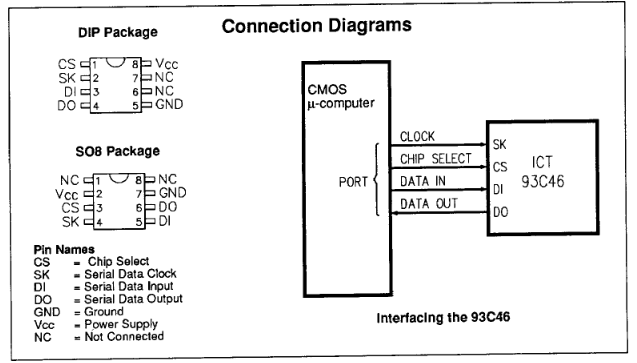 Connection Diagrams
DIP Package
CS 1 8 Vcc
SK 2 7 NC
DI 3 6 NC
DO 4 5 GND
SO8 Package
NC 1 8 NC
Vcc 2 7 GND
CS 3 6 DO
SK 4 5 DI
Pin Names
CS = Chip Select
SK = Serial Data Clock
DI = Serial Data Input
DO = Serial Data Output
GND = Ground
Vcc = Power Supply
NC = Not Connected
CMOS
µ-computer
PORT
CLOCK
CHIP SELECT
DATA IN
DATA OUT
SK
CS
DI
DO
ICT
93C46
Interfacing the 93C46